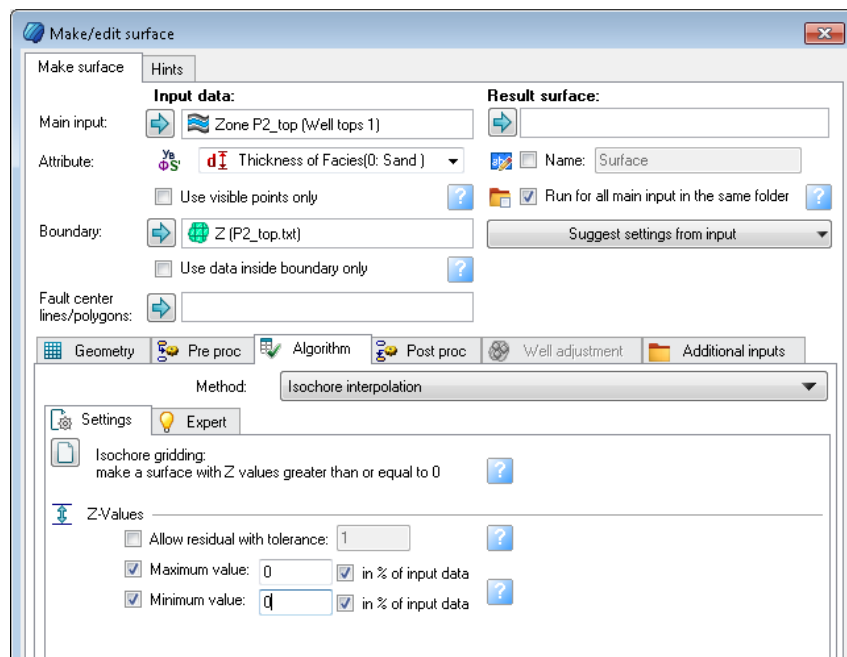 Make/edit surface
Make surface Hints
Input data: Result surface:
Main input: Zone P2_top (Well tops 1)
Attribute: Thickness of Facies(0: Sand ) Name: Surface
Use visible points only ? Run for all main input in the same folder ?
Boundary: Z (P2_top.txt) Suggest settings from input
Use data inside boundary only ?
Fault center
lines/polygons:
Geometry Pre proc Algorithm Post proc Well adjustment Additional inputs
Method: Isochore interpolation
Settings Expert
Isochore gridding:
make a surface with Z values greater than or equal to 0 ?
Z-Values
Allow residual with tolerance: 1 ?
Maximum value: 0 in % of input data
Minimum value: 0 in % of input data ?